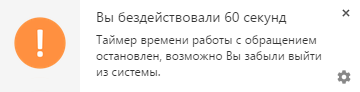 Вы бездействовали 60 секунд
Таймер времени работы с обращением
остановлен, возможно Вы забыли выйти
из системы.